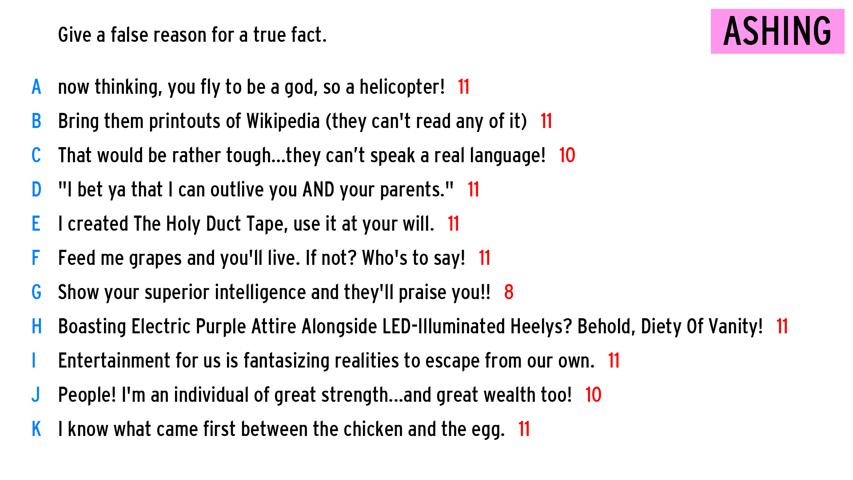 Give a false reason for a true fact.
ASHING
A now thinking, you fly to be a god, so a helicopter! 11
B Bring them printouts of Wikipedia (they can't read any of it) 11
C That would be rather tough...they can’t speak a real language! 10
D "I bet ya that I can outlive you AND your parents." 11
E I created The Holy Duct Tape, use it at your will. 11
F Feed me grapes and you'll live. If not? Who's to say! 11
G Show your superior intelligence and they'll praise you!! 8
H Boasting Electric Purple Attire Alongside LED-Illuminated Heelys? Behold, Diety Of Vanity! 11
I Entertainment for us is fantasizing realities to escape from our own. 11
J People! I'm an individual of great strength...and great wealth too! 10
K I know what came first between the chicken and the egg. 11